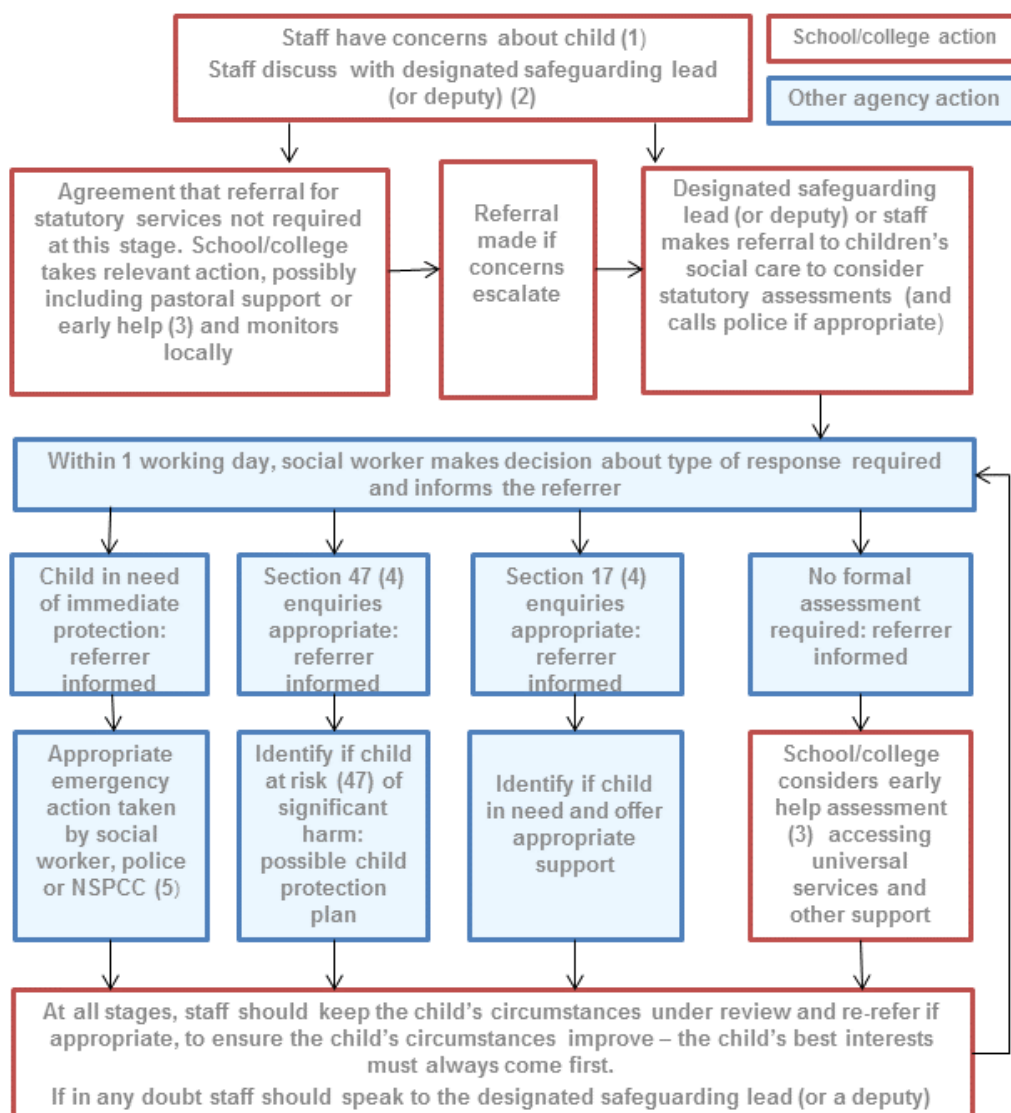 Staff have concerns about child (1)
Staff discuss with designated safeguarding lead
(or deputy) (2)
School/college action
Other agency action
Agreement that referral for
statutory services not required
at this stage. School/college
takes relevant action, possibly
including pastoral support or
early help (3) and monitors
locally
Referral
made if
concerns
escalate
Designated safeguarding
lead (or deputy) or staff
makes referral to children’s
social care to consider
statutory assessments (and
calls police if appropriate)
Within 1 working day, social worker makes decision about type of response required
and informs the referrer
Child in need
of immediate
protection:
referrer
informed
Section 47 (4)
enquiries
appropriate:
referrer
informed
Section 17 (4)
enquiries
appropriate:
referrer
informed
No formal
assessment
required: referrer
informed
Appropriate
emergency
action taken
by social
worker, police
or NSPCC (5)
Identify if child
at risk (47) of
significant
harm:
possible child
protection
plan
Identify if child
in need and offer
appropriate
support
School/college
considers early
help assessment
(3) accessing
universal
services and
other support
At all stages, staff should keep the child’s circumstances under review and re-refer if
appropriate, to ensure the child’s circumstances improve – the child’s best interests
must always come first.
If in any doubt staff should speak to the designated safeguarding lead (or a deputy)